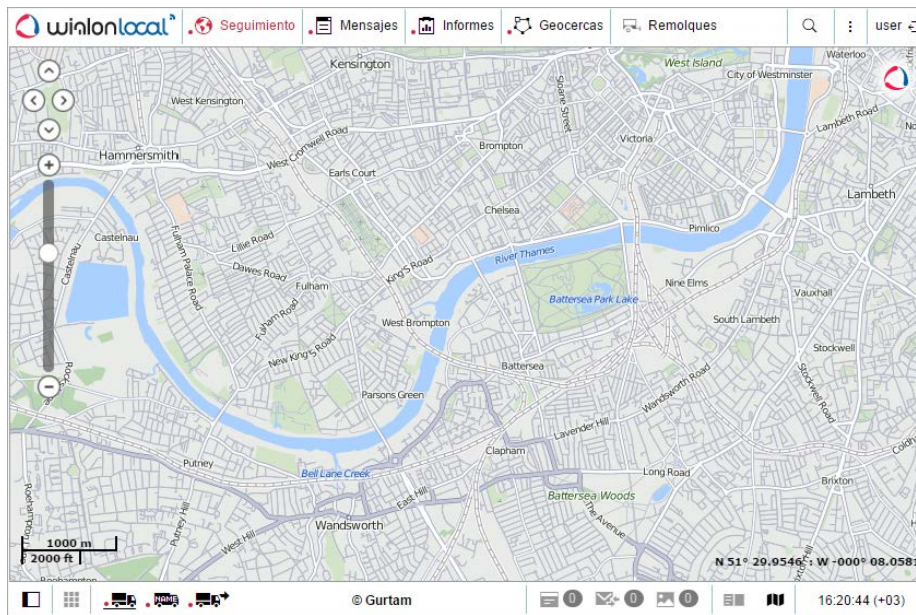 wialonlocal
Seguimiento
Mensajes
Informes
Geocercas
Remolques
user
Kensington
West Island
Waterloo
City of Westminster
West Kensington
Sloane Street
Lambeth Road
West Cromwell Road
Victoria
Hammersmith
Brompton
Earls Court
Lambeth
Chelsea
Castelnau
Pimlico
Lillie Road
Fulham Palace Road
King'S Road
River Thames
Castelnau
Dawes Road
Fulham
Nine Elms
Battersea Park Lake
Vauxhall
Fulham Road
West Brompton
South Lambeth
New King'S Road
Stockwell
Battersea
Wandsworth Road
Stockwell Road
Parsons Green
Lavender Hill
Clapham
Putney
Bell Lane Creek
Long Road
Brixton
East Hill
Battersea Woods
Putney Hill
Wandsworth
The Avenue
West Hill
1000 m
2000 ft
N 51° 29.9546' : W -000° 08.0581
Roehampton
NAME
© Gurtam
0
0
0
16:20:44 (+03)